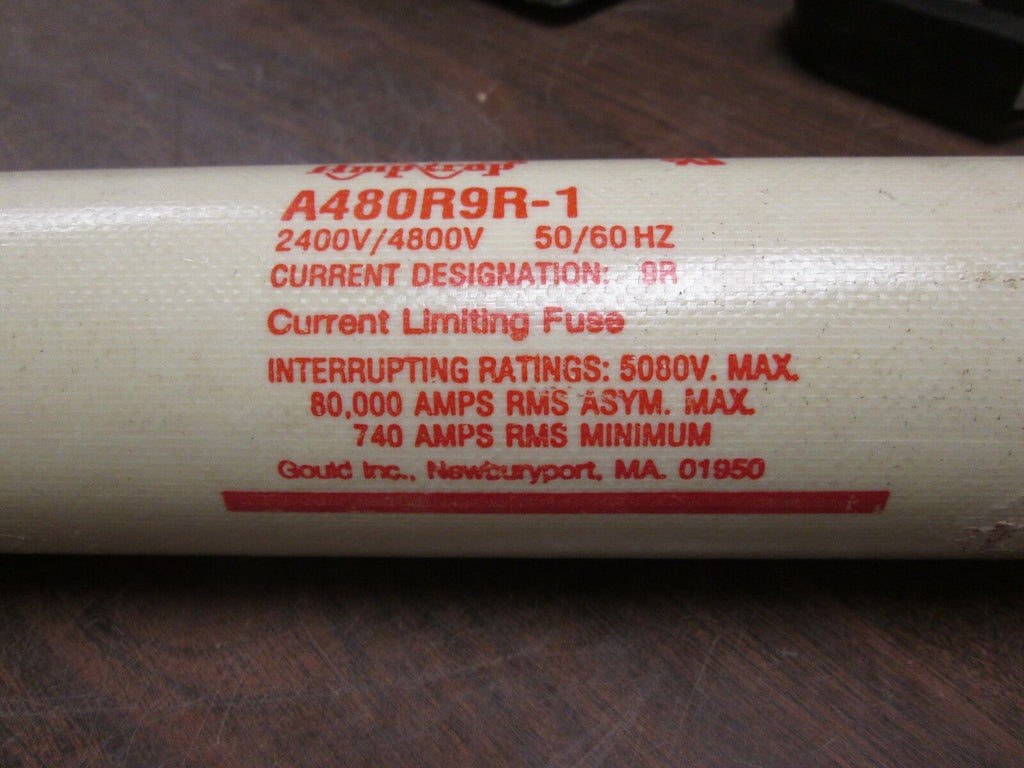 A480R9R-1
2400V/4800V 50/60 HZ
CURRENT DESIGNATION: 9R
Current Limiting Fuse
INTERRUPTING RATINGS: 5080V. MAX.
80,000 AMPS RMS ASYM. MAX.
740 AMPS RMS MINIMUM
Gould Inc., Newburyport, MA. 01950